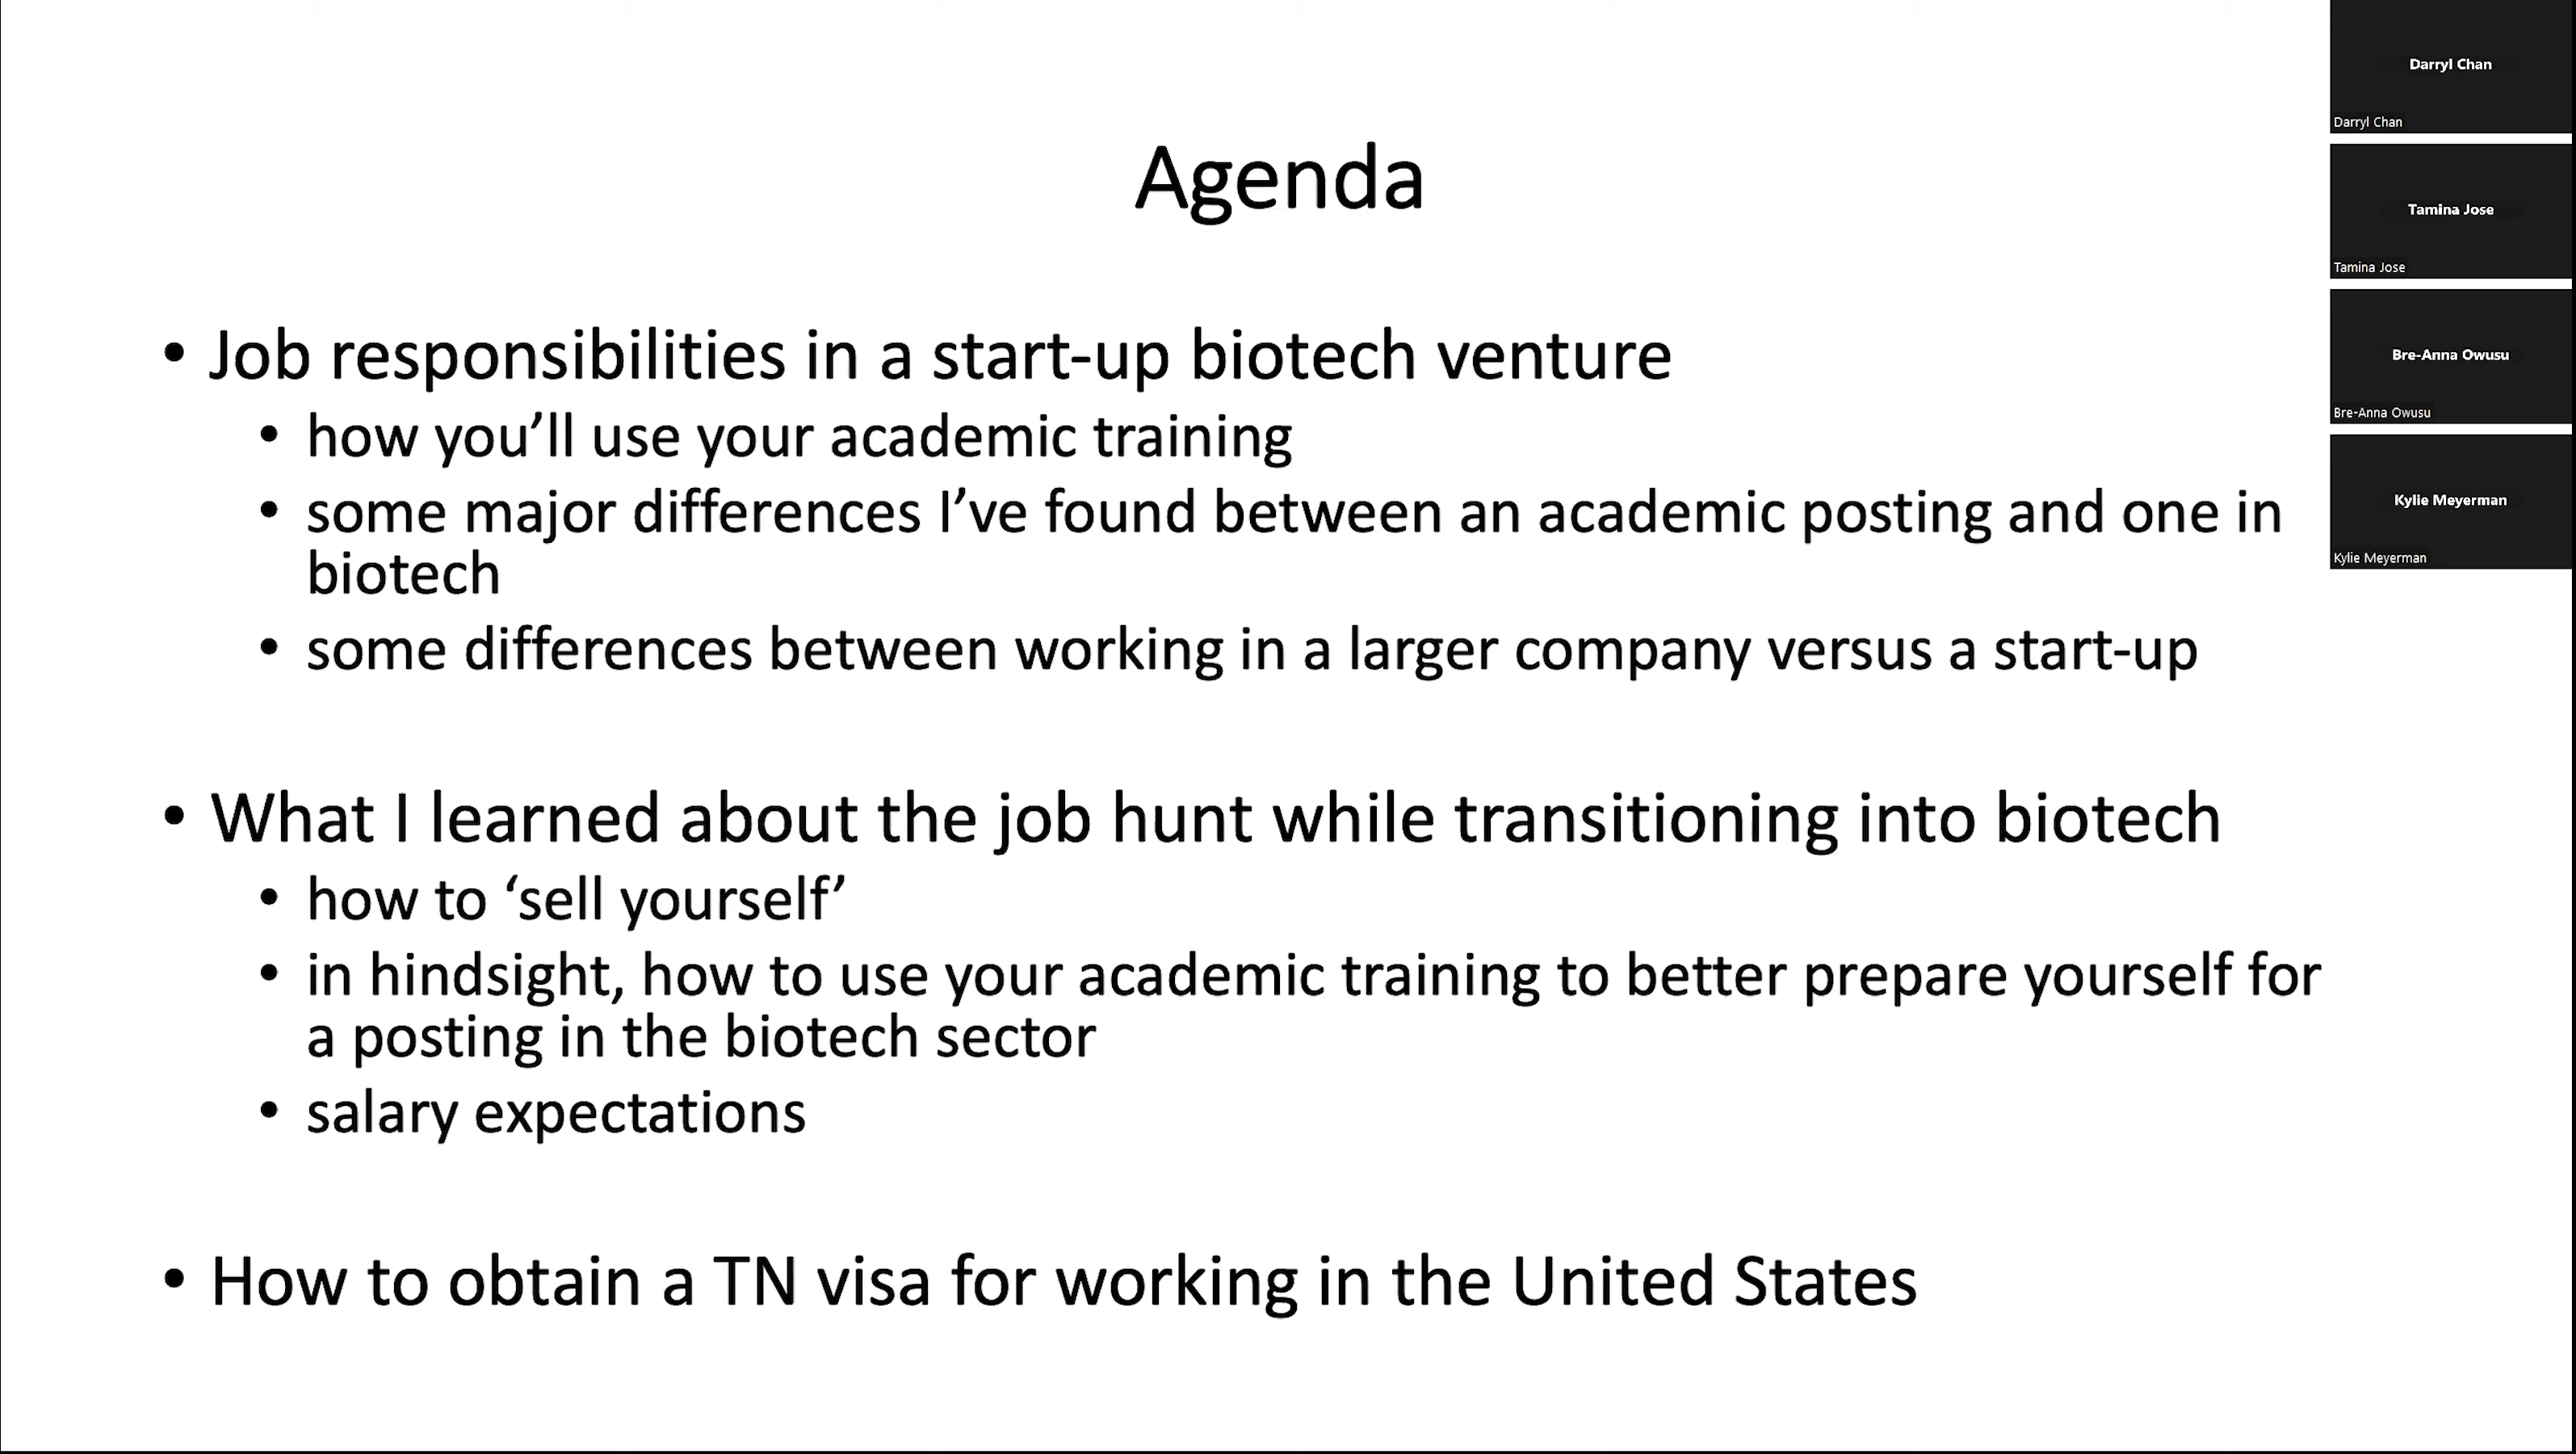 Agenda
• Job responsibilities in a start-up biotech venture
• how you’ll use your academic training
• some major differences I’ve found between an academic posting and one in
biotech
• some differences between working in a larger company versus a start-up
• What I learned about the job hunt while transitioning into biotech
• how to ‘sell yourself’
• in hindsight, how to use your academic training to better prepare yourself for
a posting in the biotech sector
• salary expectations
• How to obtain a TN visa for working in the United States
Darryl Chan
Darryl Chan
Tamina Jose
Tamina Jose
Bre-Anna Owusu
Bre-Anna Owusu
Kylie Meyerman
Kylie Meyerman